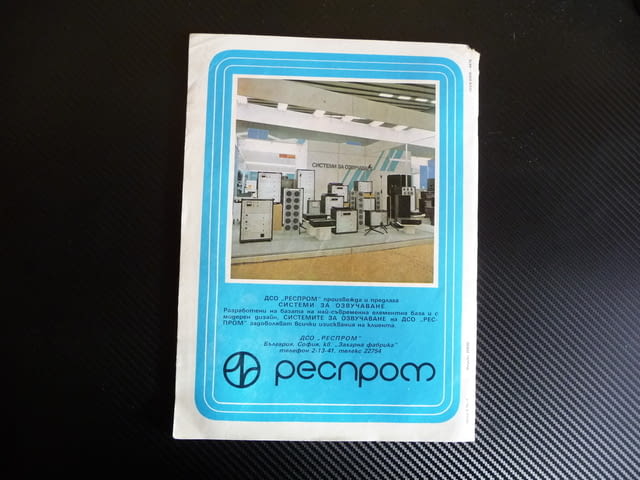 СИСТЕМИ ЗА ОЗВУЧАВАНЕ
ДСО „РЕСПРОМ" произвежда и предлага
СИСТЕМИ ЗА ОЗВУЧАВАНЕ.
Разработени на базата на най-съвременна елементна база и с
модерен дизайн, СИСТЕМИТЕ ЗА ОЗВУЧАВАНЕ на ДСО „РЕС-
ПРОМ" задоволяват всички изисквания на клиента.
ДСО „РЕСПРОМ"
България, София, кв. „Захарна фабрика"
телефон 2-13-41, телекс 22754
респром